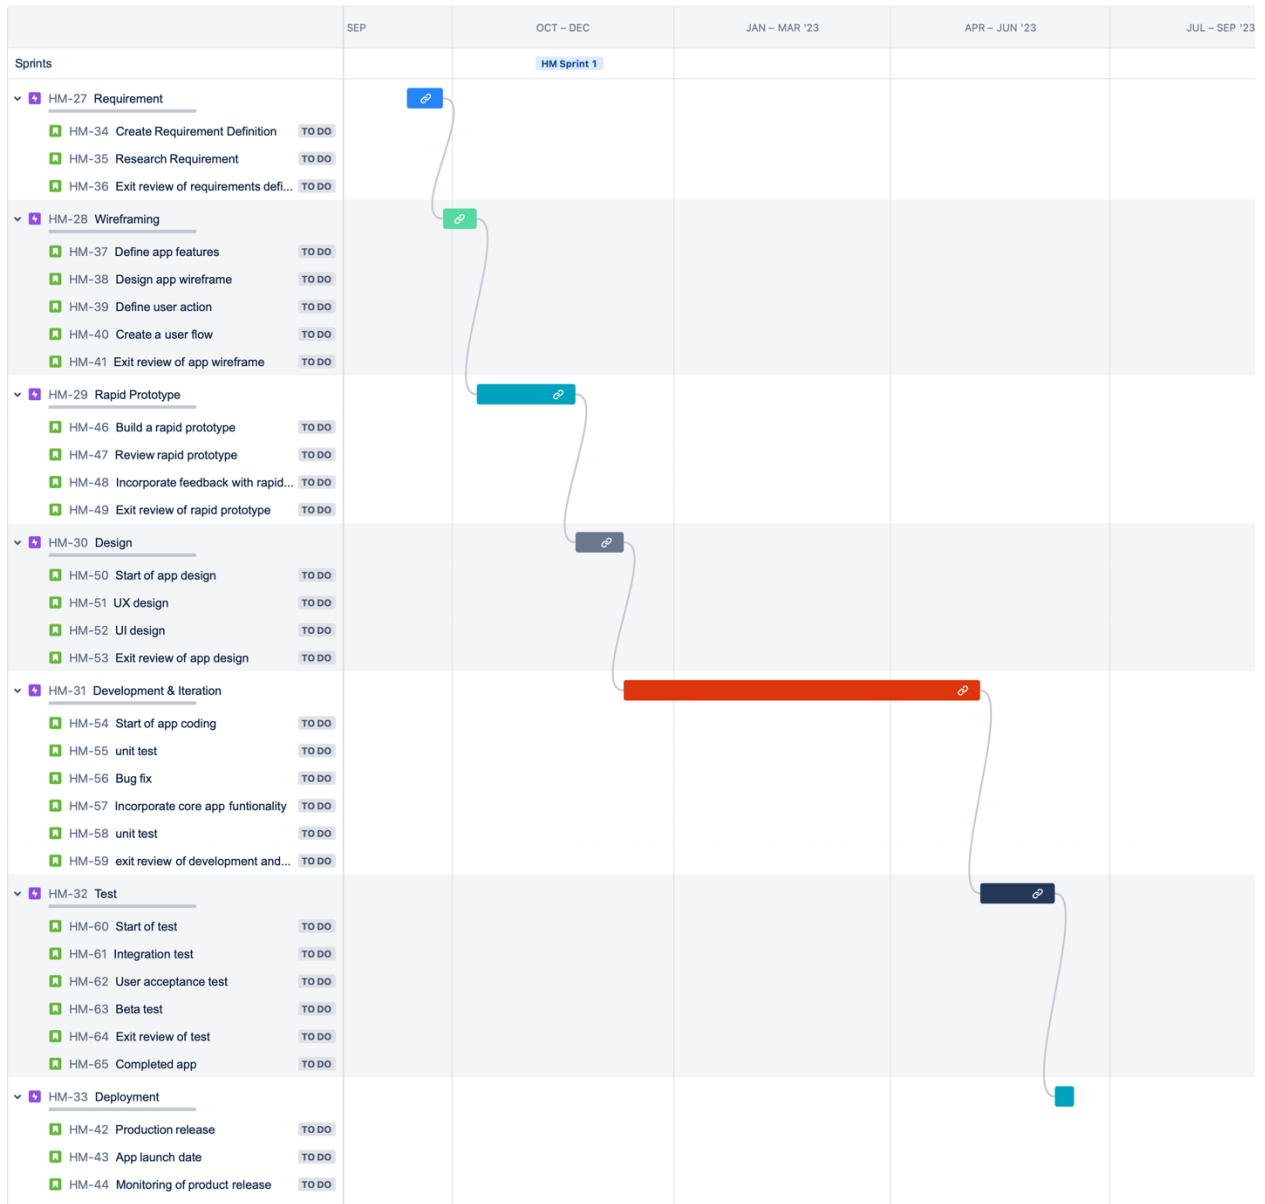 SEP OCT – DEC JAN – MAR '23 APR – JUN '23 JUL – SEP '23
Sprints HM Sprint 1
HM-27 Requirement
HM-34 Create Requirement Definition TO DO
HM-35 Research Requirement TO DO
HM-36 Exit review of requirements defi... TO DO
HM-28 Wireframing
HM-37 Define app features TO DO
HM-38 Design app wireframe TO DO
HM-39 Define user action TO DO
HM-40 Create a user flow TO DO
HM-41 Exit review of app wireframe TO DO
HM-29 Rapid Prototype
HM-46 Build a rapid prototype TO DO
HM-47 Review rapid prototype TO DO
HM-48 Incorporate feedback with rapid... TO DO
HM-49 Exit review of rapid prototype TO DO
HM-30 Design
HM-50 Start of app design TO DO
HM-51 UX design TO DO
HM-52 UI design TO DO
HM-53 Exit review of app design TO DO
HM-31 Development & Iteration
HM-54 Start of app coding TO DO
HM-55 unit test TO DO
HM-56 Bug fix TO DO
HM-57 Incorporate core app funtionality TO DO
HM-58 unit test TO DO
HM-59 exit review of development and... TO DO
HM-32 Test
HM-60 Start of test TO DO
HM-61 Integration test TO DO
HM-62 User acceptance test TO DO
HM-63 Beta test TO DO
HM-64 Exit review of test TO DO
HM-65 Completed app TO DO
HM-33 Deployment
HM-42 Production release TO DO
HM-43 App launch date TO DO
HM-44 Monitoring of product release TO DO